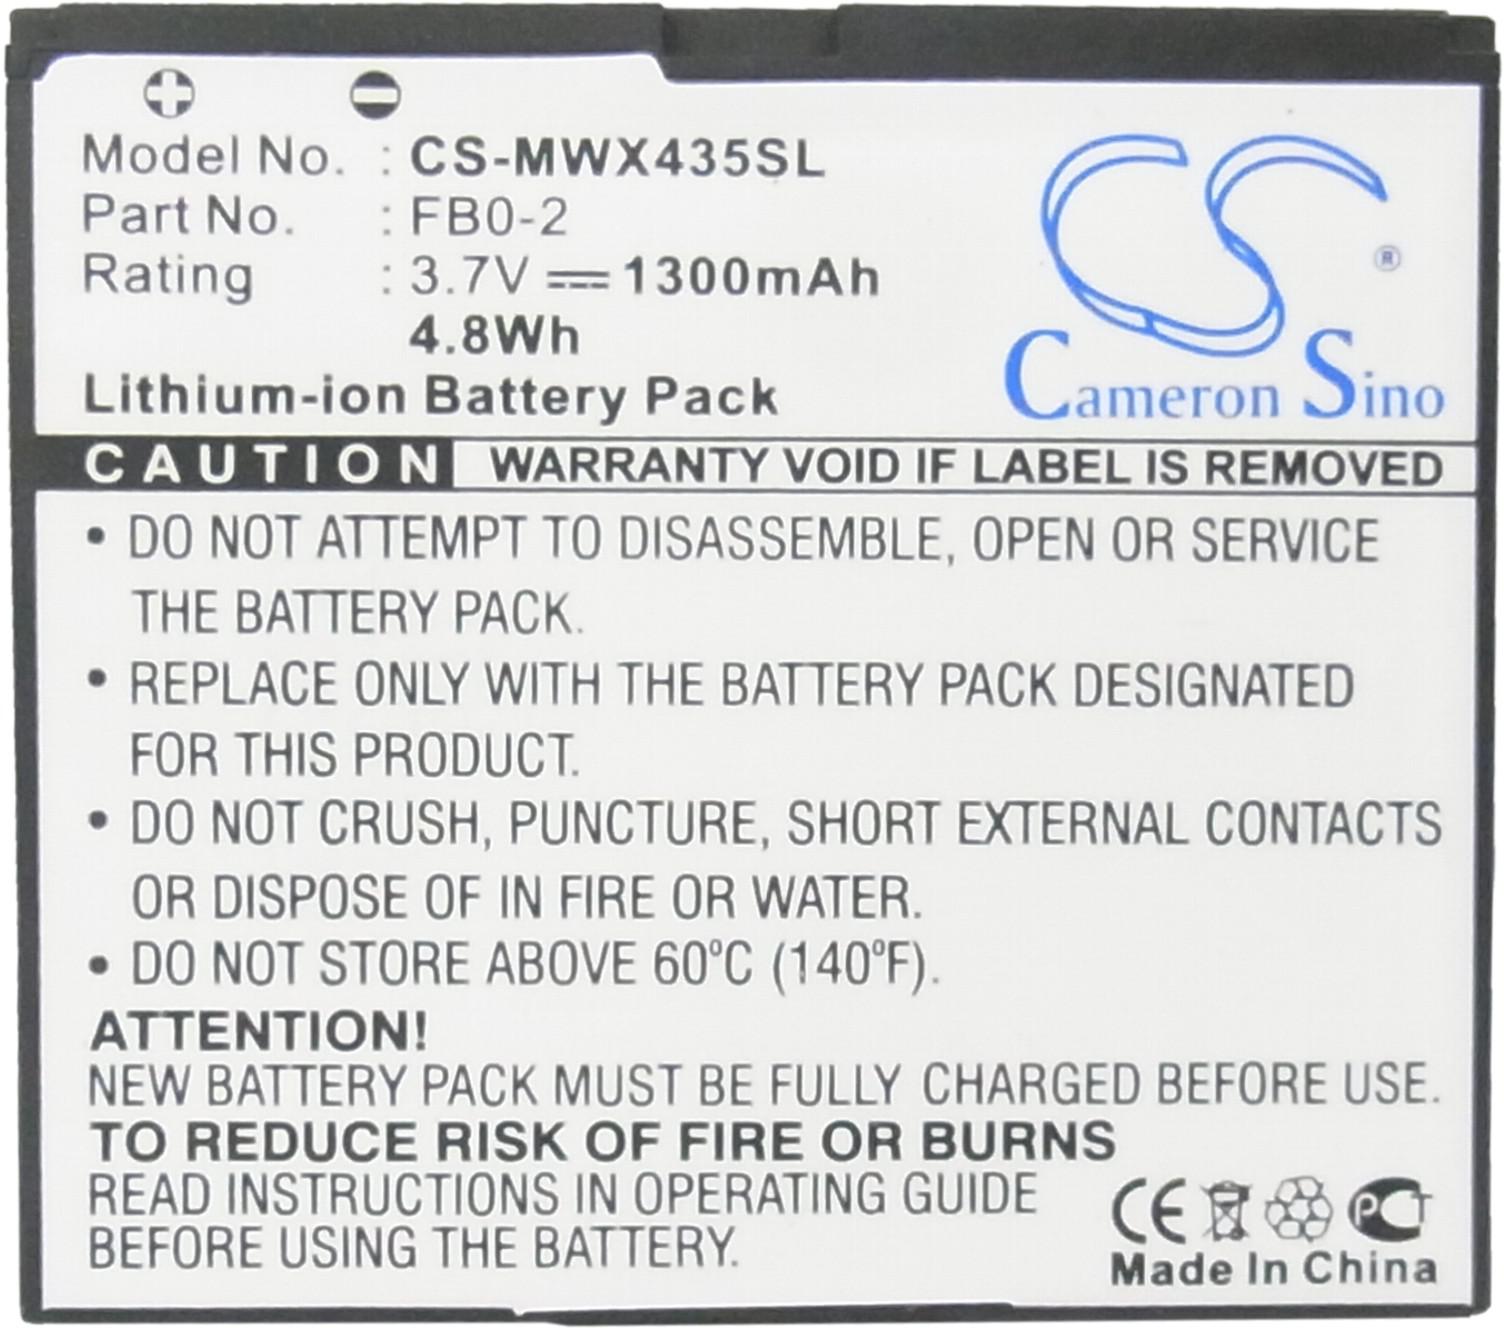 Model No. : CS-MWX435SL
Part No. : FB0-2
Rating : 3.7V 1300mAh
4.8Wh
Lithium-ion Battery Pack
CS
®
Cameron Sino
CAUTION WARRANTY VOID IF LABEL IS REMOVED
• DO NOT ATTEMPT TO DISASSEMBLE, OPEN OR SERVICE
THE BATTERY PACK.
• REPLACE ONLY WITH THE BATTERY PACK DESIGNATED
FOR THIS PRODUCT.
• DO NOT CRUSH, PUNCTURE, SHORT EXTERNAL CONTACTS
OR DISPOSE OF IN FIRE OR WATER.
• DO NOT STORE ABOVE 60°C (140°F).
ATTENTION!
NEW BATTERY PACK MUST BE FULLY CHARGED BEFORE USE.
TO REDUCE RISK OF FIRE OR BURNS
READ INSTRUCTIONS IN OPERATING GUIDE
BEFORE USING THE BATTERY.
CE PCT
Made In China